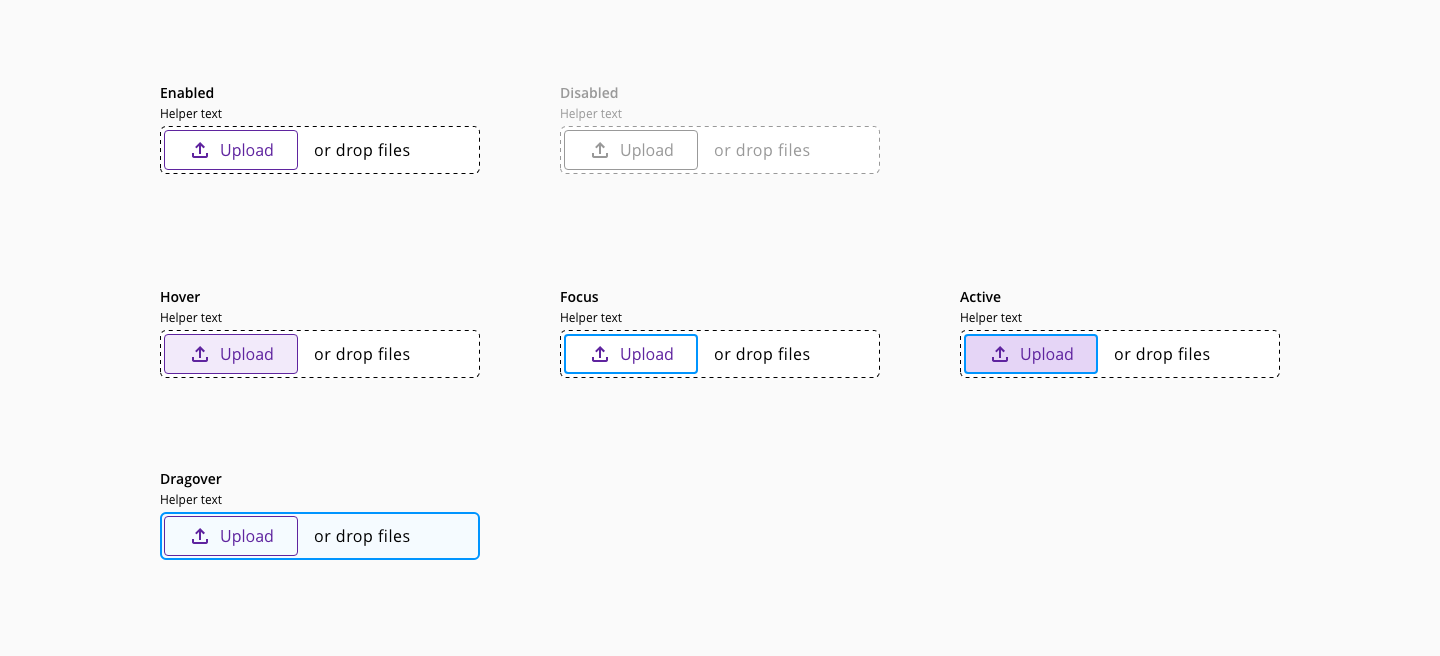 Enabled
Helper text
Upload or drop files
Disabled
Helper text
Upload or drop files
Hover
Helper text
Upload or drop files
Focus
Helper text
Upload or drop files
Active
Helper text
Upload or drop files
Dragover
Helper text
Upload or drop files